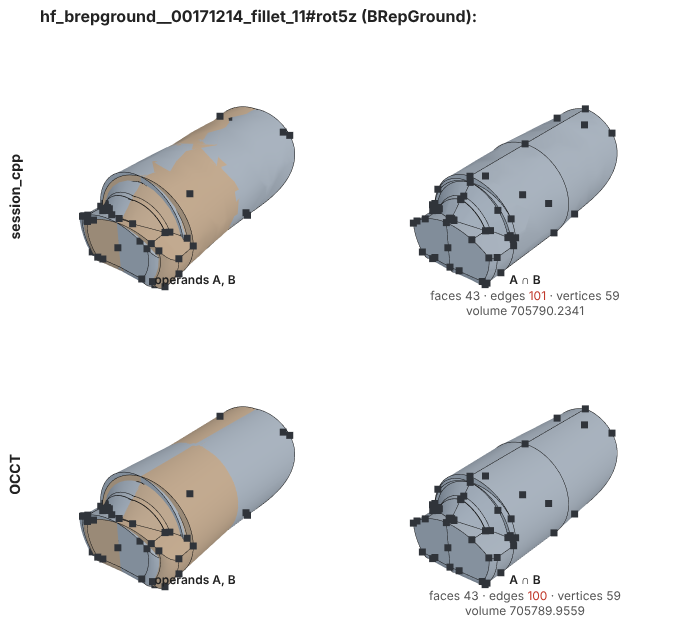 hf_brepground__00171214_fillet_11#rot5z (BRepGround):
session_cpp
operands A, B
A ∩ B
faces 43 · edges 101 · vertices 59
volume 705790.2341
OCCT
operands A, B
A ∩ B
faces 43 · edges 100 · vertices 59
volume 705789.9559